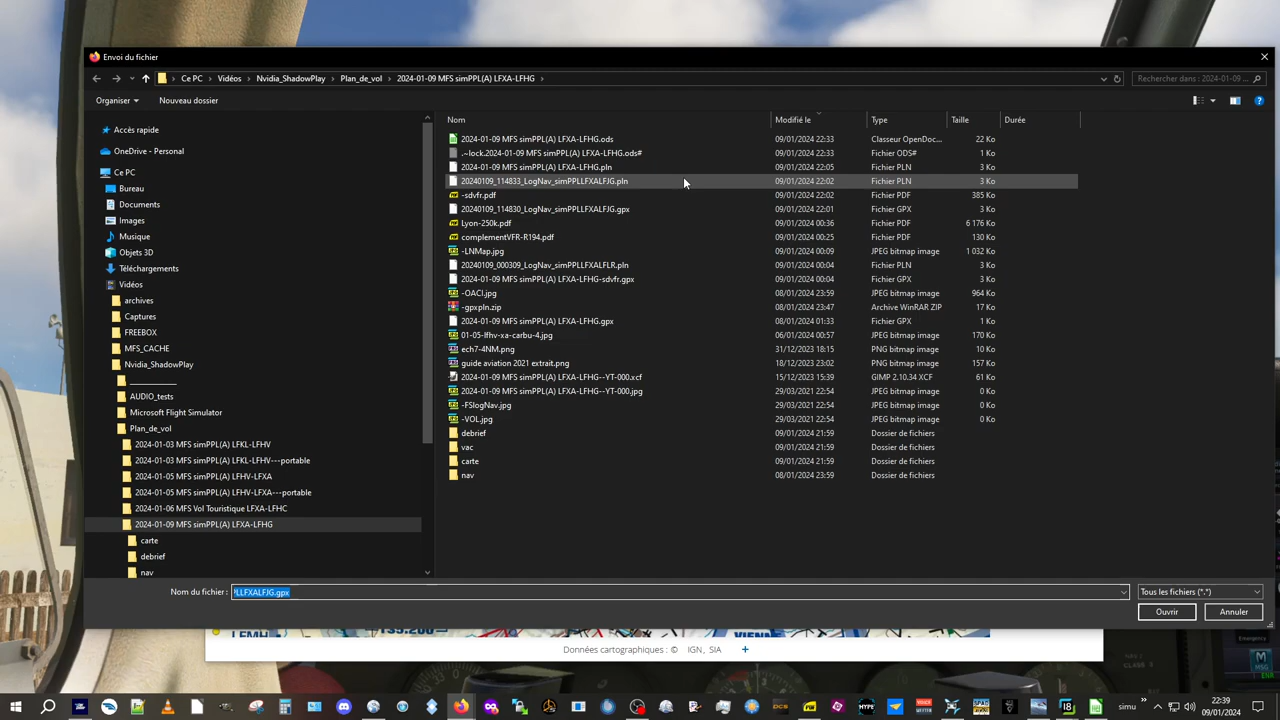 Envoi du fichier
Ce PC > Vidéos > Nvidia_ShadowPlay > Plan_de_vol > 2024-01-09 MFS simPPL(A) LFXA-LFHG >
Rechercher dans : 2024-01-09 ...
Organiser
Nouveau dossier
Accès rapide
OneDrive - Personal
Ce PC
Bureau
Documents
Images
Musique
Objets 3D
Téléchargements
Vidéos
archives
Captures
FREEBOX
MFS_CACHE
Nvidia_ShadowPlay
____________
AUDIO_tests
Microsoft Flight Simulator
Plan_de_vol
2024-01-03 MFS simPPL(A) LFKL-LFHV
2024-01-03 MFS simPPL(A) LFKL-LFHV---portable
2024-01-05 MFS simPPL(A) LFHV-LFXA
2024-01-05 MFS simPPL(A) LFHV-LFXA---portable
2024-01-06 MFS Vol Touristique LFXA-LFHC
2024-01-09 MFS simPPL(A) LFXA-LFHG
carte
debrief
nav
Nom Modifié le Type Taille Durée
2024-01-09 MFS simPPL(A) LFXA-LFHG.ods 09/01/2024 22:33 Classeur OpenDoc... 22 Ko
.~lock.2024-01-09 MFS simPPL(A) LFXA-LFHG.ods# 09/01/2024 22:33 Fichier ODS# 1 Ko
2024-01-09 MFS simPPL(A) LFXA-LFHG.pln 09/01/2024 22:05 Fichier PLN 3 Ko
20240109_114833_LogNav_simPPLLFXALFJG.pln 09/01/2024 22:02 Fichier PLN 3 Ko
-sdvfr.pdf 09/01/2024 22:02 Fichier PDF 385 Ko
20240109_114830_LogNav_simPPLLFXALFJG.gpx 09/01/2024 22:01 Fichier GPX 3 Ko
Lyon-250k.pdf 09/01/2024 00:36 Fichier PDF 6 176 Ko
complementVFR-R194.pdf 09/01/2024 00:25 Fichier PDF 130 Ko
-LNMap.jpg 09/01/2024 00:09 JPEG bitmap image 1 032 Ko
20240109_000309_LogNav_simPPLLFXALFLR.pln 09/01/2024 00:04 Fichier PLN 3 Ko
2024-01-09 MFS simPPL(A) LFXA-LFHG-sdvfr.gpx 09/01/2024 00:04 Fichier GPX 3 Ko
-OACI.jpg 08/01/2024 23:59 JPEG bitmap image 964 Ko
-gpxpln.zip 08/01/2024 23:47 Archive WinRAR ZIP 17 Ko
2024-01-09 MFS simPPL(A) LFXA-LFHG.gpx 08/01/2024 01:33 Fichier GPX 1 Ko
01-05-lfhv-xa-carbu-4.jpg 06/01/2024 00:57 JPEG bitmap image 170 Ko
ech7-4NM.png 31/12/2023 18:15 PNG bitmap image 10 Ko
guide aviation 2021 extrait.png 18/12/2023 23:02 PNG bitmap image 157 Ko
2024-01-09 MFS simPPL(A) LFXA-LFHG--YT-000.xcf 15/12/2023 15:39 GIMP 2.10.34 XCF 61 Ko
2024-01-09 MFS simPPL(A) LFXA-LFHG--YT-000.jpg 29/03/2021 22:54 JPEG bitmap image 0 Ko
-FSlogNav.jpg 29/03/2021 22:54 JPEG bitmap image 0 Ko
-VOL.jpg 29/03/2021 22:54 JPEG bitmap image 0 Ko
debrief 09/01/2024 21:59 Dossier de fichiers
vac 09/01/2024 21:59 Dossier de fichiers
carte 09/01/2024 21:59 Dossier de fichiers
nav 08/01/2024 23:59 Dossier de fichiers
Nom du fichier : LLFXALFJG.gpx
Tous les fichiers (*.*)
Ouvrir
Annuler
VIENNE
Données cartographiques : © IGN, SIA +
Emergency
MSG
simu
22:39
09/01/2024